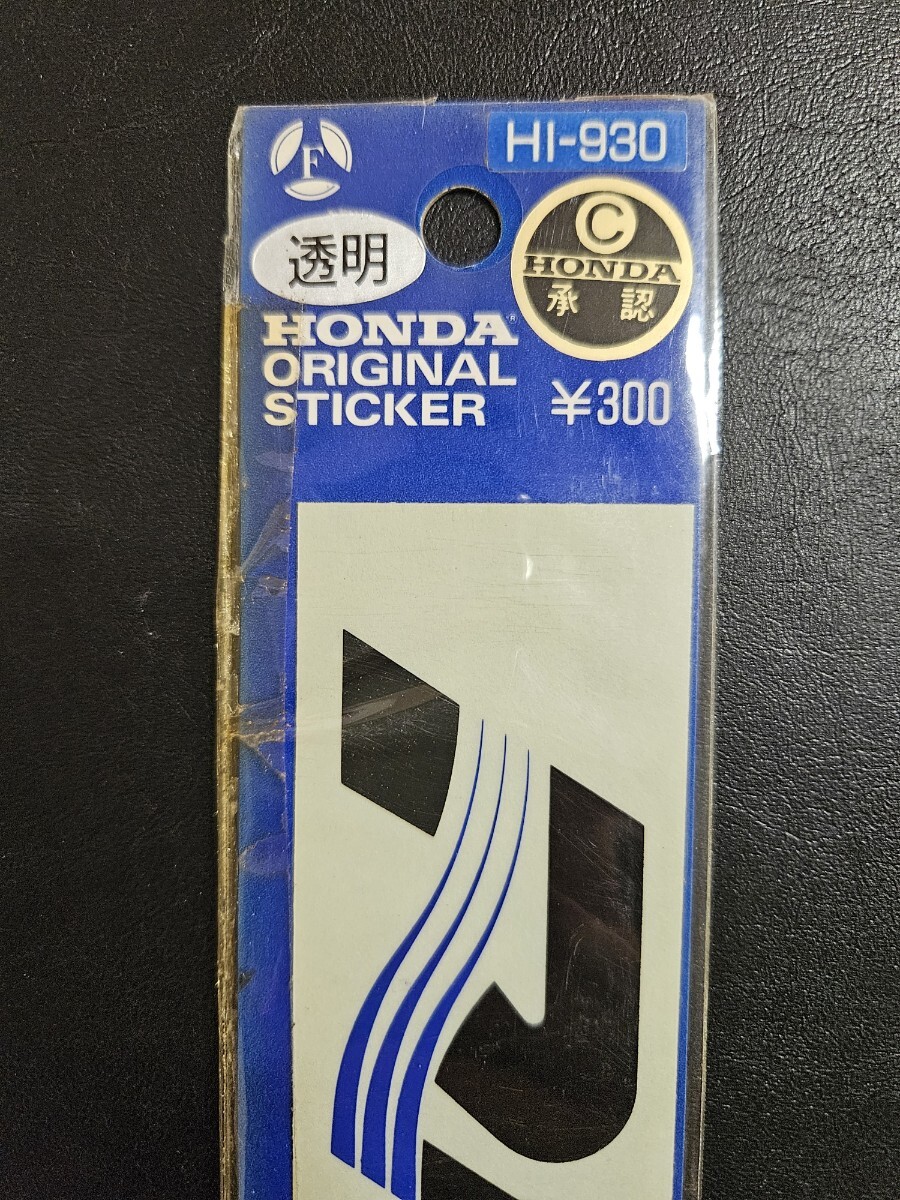 F
HI-930
透明
©
HONDA
承認
HONDA®
ORIGINAL
STICKER
¥300